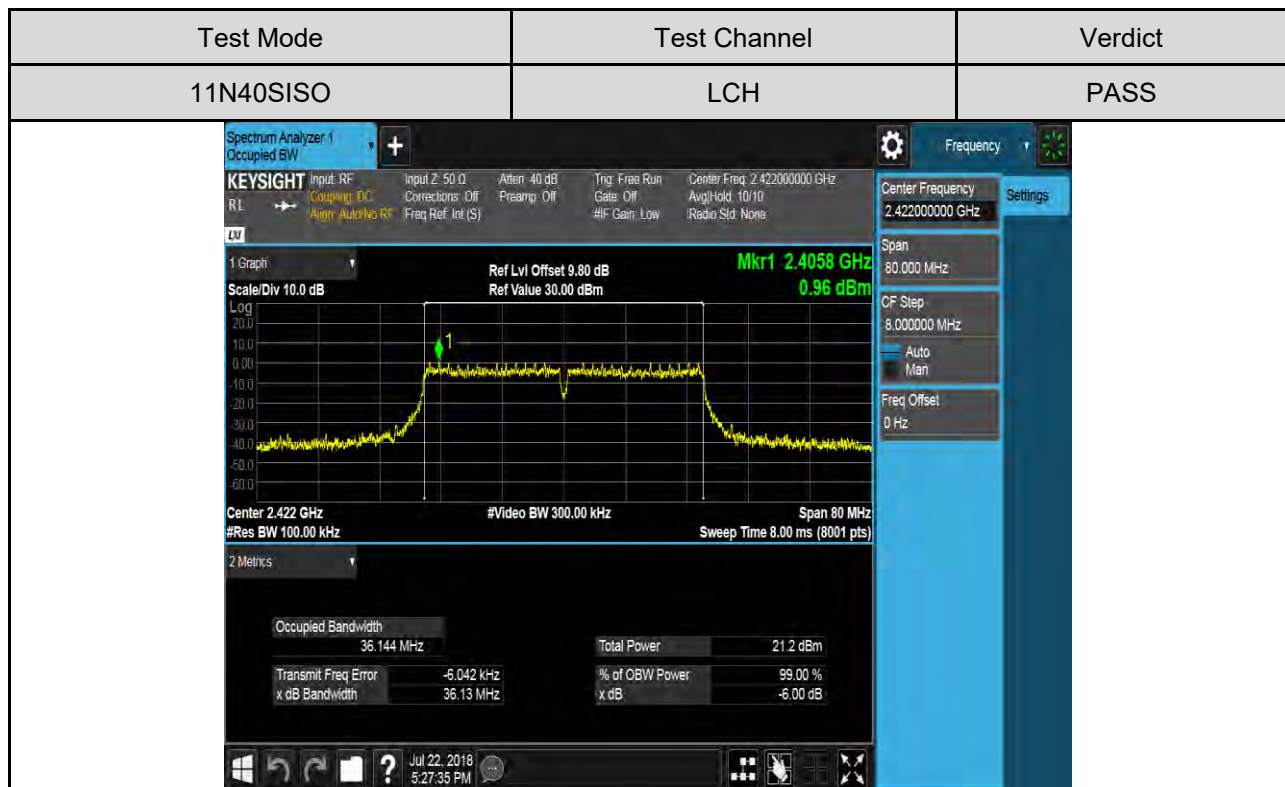 Test Mode Test Channel Verdict
11N40SISO LCH PASS
Spectrum Analyzer 1
Occupied BW
+
Frequency
KEYSIGHT Input: RF Input Z: 50 Ω Atten: 40 dB Trig: Free Run Center Freq: 2.422000000 GHz
RL Coupling: DC Corrections: Off Preamp: Off Gate: Off Avg|Hold: 10/10
Align: Auto/No RF Freq Ref: Int (S) #IF Gain: Low Radio Std: None
LXI
Center Frequency
2.422000000 GHz
Settings
Span
80.000 MHz
CF Step
8.000000 MHz
Auto
Man
Freq Offset
0 Hz
1 Graph Ref Lvl Offset 9.80 dB Mkr1 2.4058 GHz
Scale/Div 10.0 dB Ref Value 30.00 dBm 0.96 dBm
Log
20.0
10.0
0.00
-10.0
-20.0
-30.0
-40.0
-50.0
-60.0
1
Center 2.422 GHz #Video BW 300.00 kHz Span 80 MHz
#Res BW 100.00 kHz Sweep Time 8.00 ms (8001 pts)
2 Metrics
Occupied Bandwidth
36.144 MHz Total Power 21.2 dBm
Transmit Freq Error -6.042 kHz % of OBW Power 99.00 %
x dB Bandwidth 36.13 MHz x dB -6.00 dB
? Jul 22, 2018
5:27:35 PM